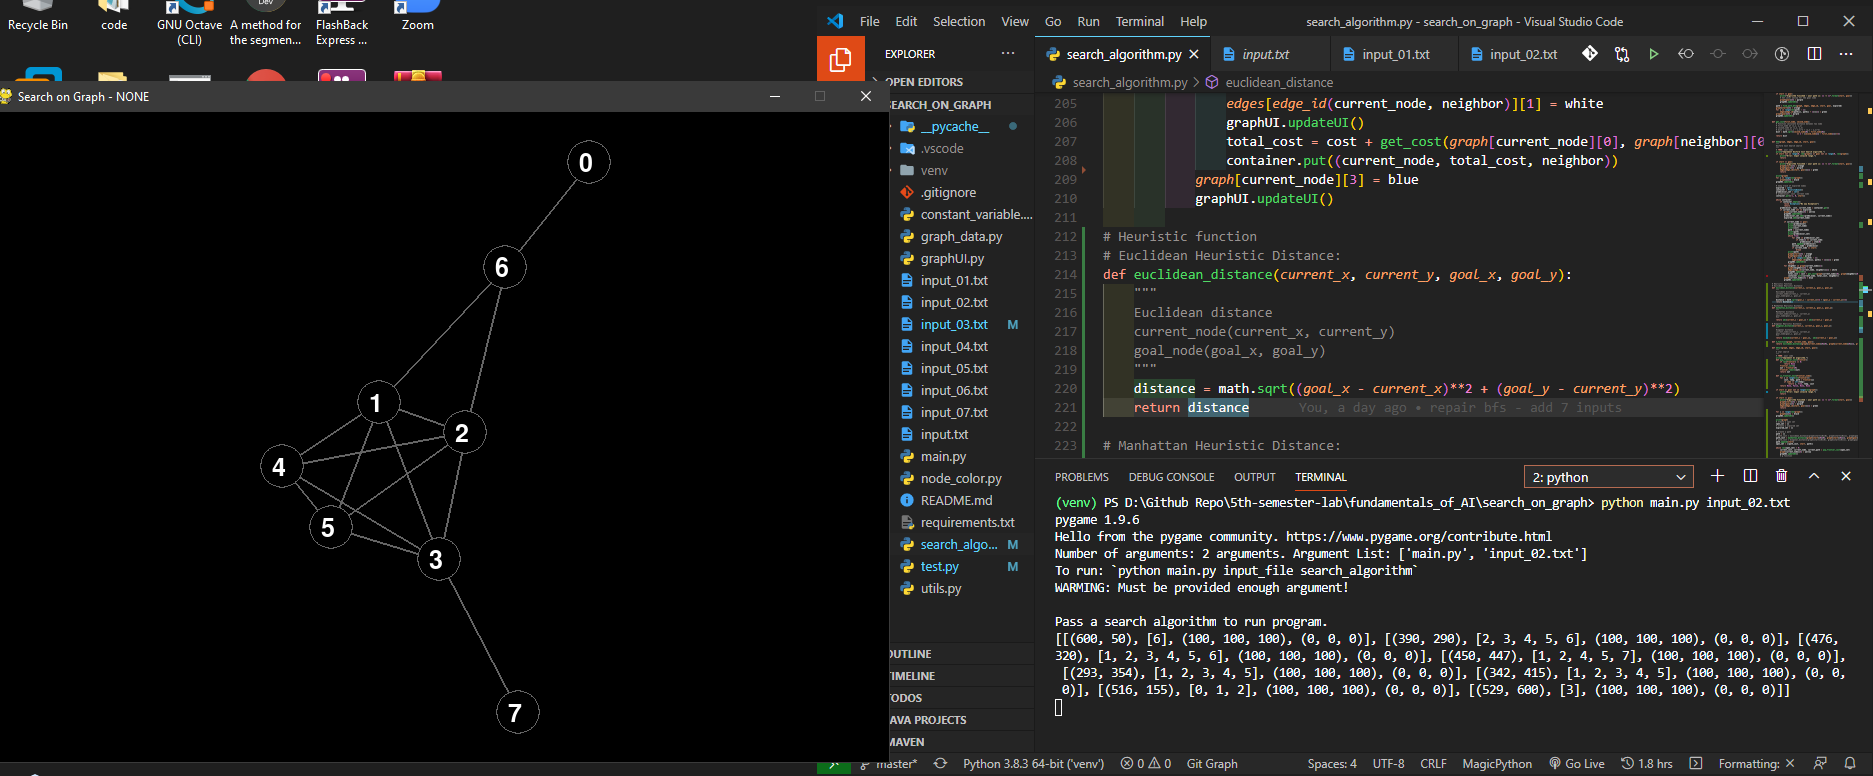 Recycle Bin
code
GNU Octave
(CLI)
Dev
A method for
the segmen...
FlashBack
Express ...
Zoom
Search on Graph - NONE
0
6
1
2
4
5
3
7
File Edit Selection View Go Run Terminal Help
search_algorithm.py - search_on_graph - Visual Studio Code
EXPLORER
OPEN EDITORS
EARCH_ON_GRAPH
__pycache__
.vscode
venv
.gitignore
constant_variable....
graph_data.py
graphUI.py
input_01.txt
input_02.txt
input_03.txt M
input_04.txt
input_05.txt
input_06.txt
input_07.txt
input.txt
main.py
node_color.py
README.md
requirements.txt
search_algo... M
test.py M
utils.py
OUTLINE
TIMELINE
ODOS
AVA PROJECTS
MAVEN
search_algorithm.py input.txt input_01.txt input_02.txt
search_algorithm.py > euclidean_distance
205 edges[edge_id(current_node, neighbor)][1] = white
206 graphUI.updateUI()
207 total_cost = cost + get_cost(graph[current_node][0], graph[neighbor][0
208 container.put((current_node, total_cost, neighbor))
209 graph[current_node][3] = blue
210 graphUI.updateUI()
211
212 # Heuristic function
213 # Euclidean Heuristic Distance:
214 def euclidean_distance(current_x, current_y, goal_x, goal_y):
215 """
216 Euclidean distance
217 current_node(current_x, current_y)
218 goal_node(goal_x, goal_y)
219 """
220 distance = math.sqrt((goal_x - current_x)**2 + (goal_y - current_y)**2)
221 return distance You, a day ago • repair bfs - add 7 inputs
222
223 # Manhattan Heuristic Distance:
PROBLEMS DEBUG CONSOLE OUTPUT TERMINAL 2: python
(venv) PS D:\Github Repo\5th-semester-lab\fundamentals_of_AI\search_on_graph> python main.py input_02.txt
pygame 1.9.6
Hello from the pygame community. https://www.pygame.org/contribute.html
Number of arguments: 2 arguments. Argument List: ['main.py', 'input_02.txt']
To run: `python main.py input_file search_algorithm`
WARNING: Must be provided enough argument!
Pass a search algorithm to run program.
[[(600, 50), [6], (100, 100, 100), (0, 0, 0)], [(390, 290), [2, 3, 4, 5, 6], (100, 100, 100), (0, 0, 0)], [(476,
320), [1, 2, 3, 4, 5, 6], (100, 100, 100), (0, 0, 0)], [(450, 447), [1, 2, 4, 5, 7], (100, 100, 100), (0, 0, 0)],
[(293, 354), [1, 2, 3, 4, 5], (100, 100, 100), (0, 0, 0)], [(342, 415), [1, 2, 3, 4, 5], (100, 100, 100), (0, 0,
0)], [(516, 155), [0, 1, 2], (100, 100, 100), (0, 0, 0)], [(529, 600), [3], (100, 100, 100), (0, 0, 0)]]
master* Python 3.8.3 64-bit ('venv') 0 0 Git Graph Spaces: 4 UTF-8 CRLF MagicPython Go Live 1.8 hrs Formatting: ✕